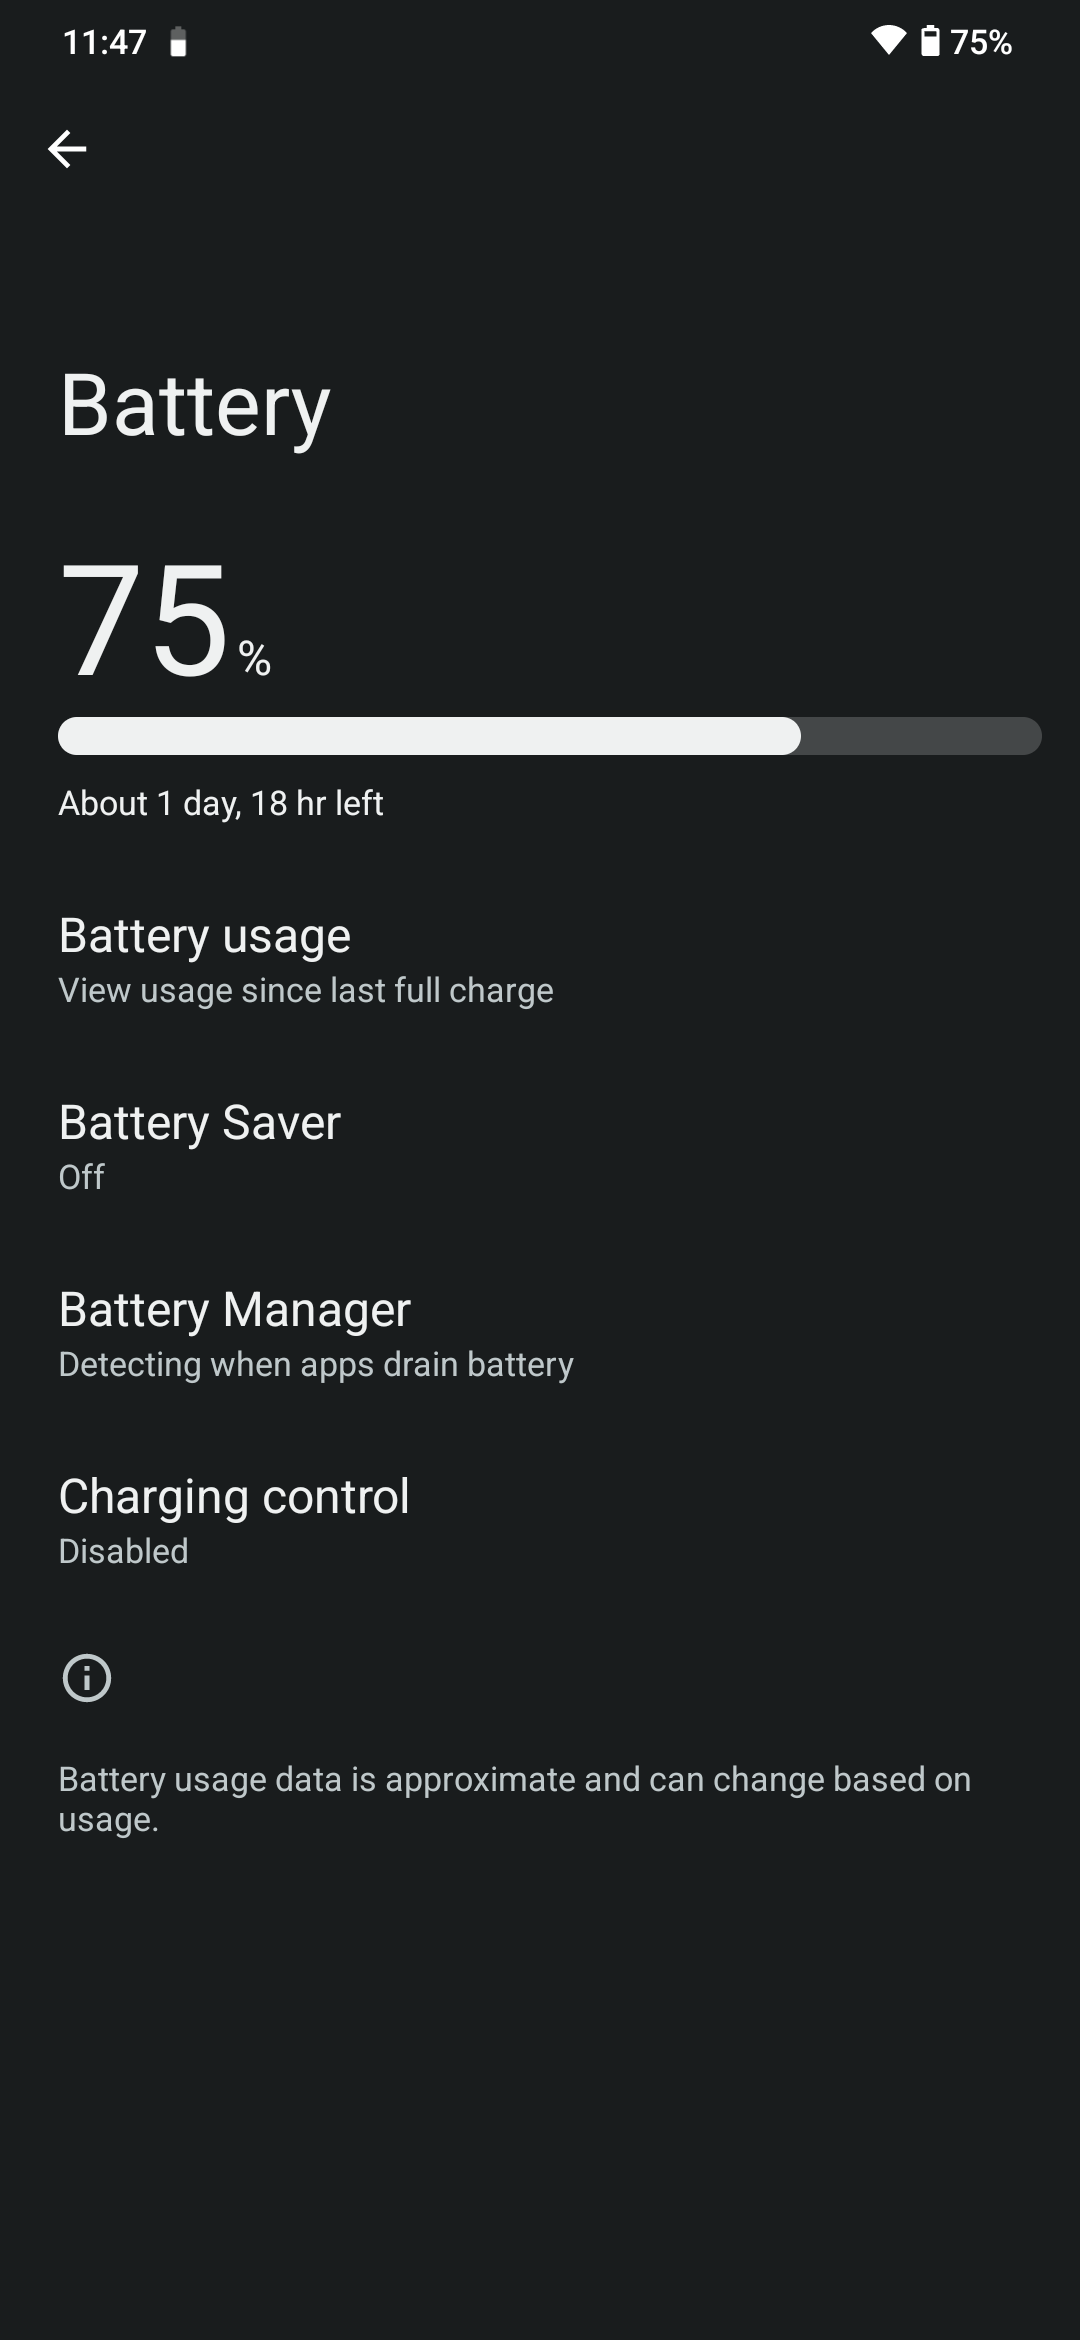 11:47 75%
Battery
75 %
About 1 day, 18 hr left
Battery usage
View usage since last full charge
Battery Saver
Off
Battery Manager
Detecting when apps drain battery
Charging control
Disabled
Battery usage data is approximate and can change based on
usage.